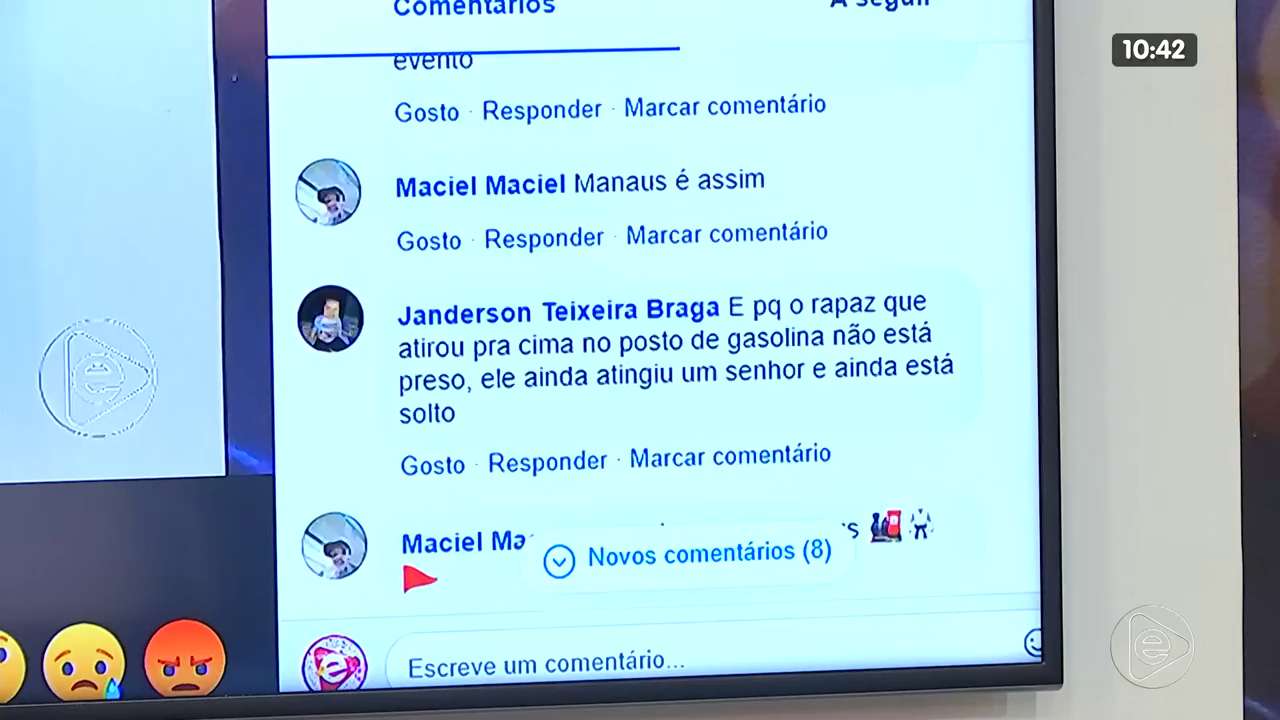 Comentários
A seguir
10:42
evento
Gosto · Responder · Marcar comentário
Maciel Maciel Manaus é assim
Gosto · Responder · Marcar comentário
Janderson Teixeira Braga E pq o rapaz que
atirou pra cima no posto de gasolina não está
preso, ele ainda atingiu um senhor e ainda está
solto
Gosto · Responder · Marcar comentário
Maciel
Novos comentários (8)
Escreve um comentário...